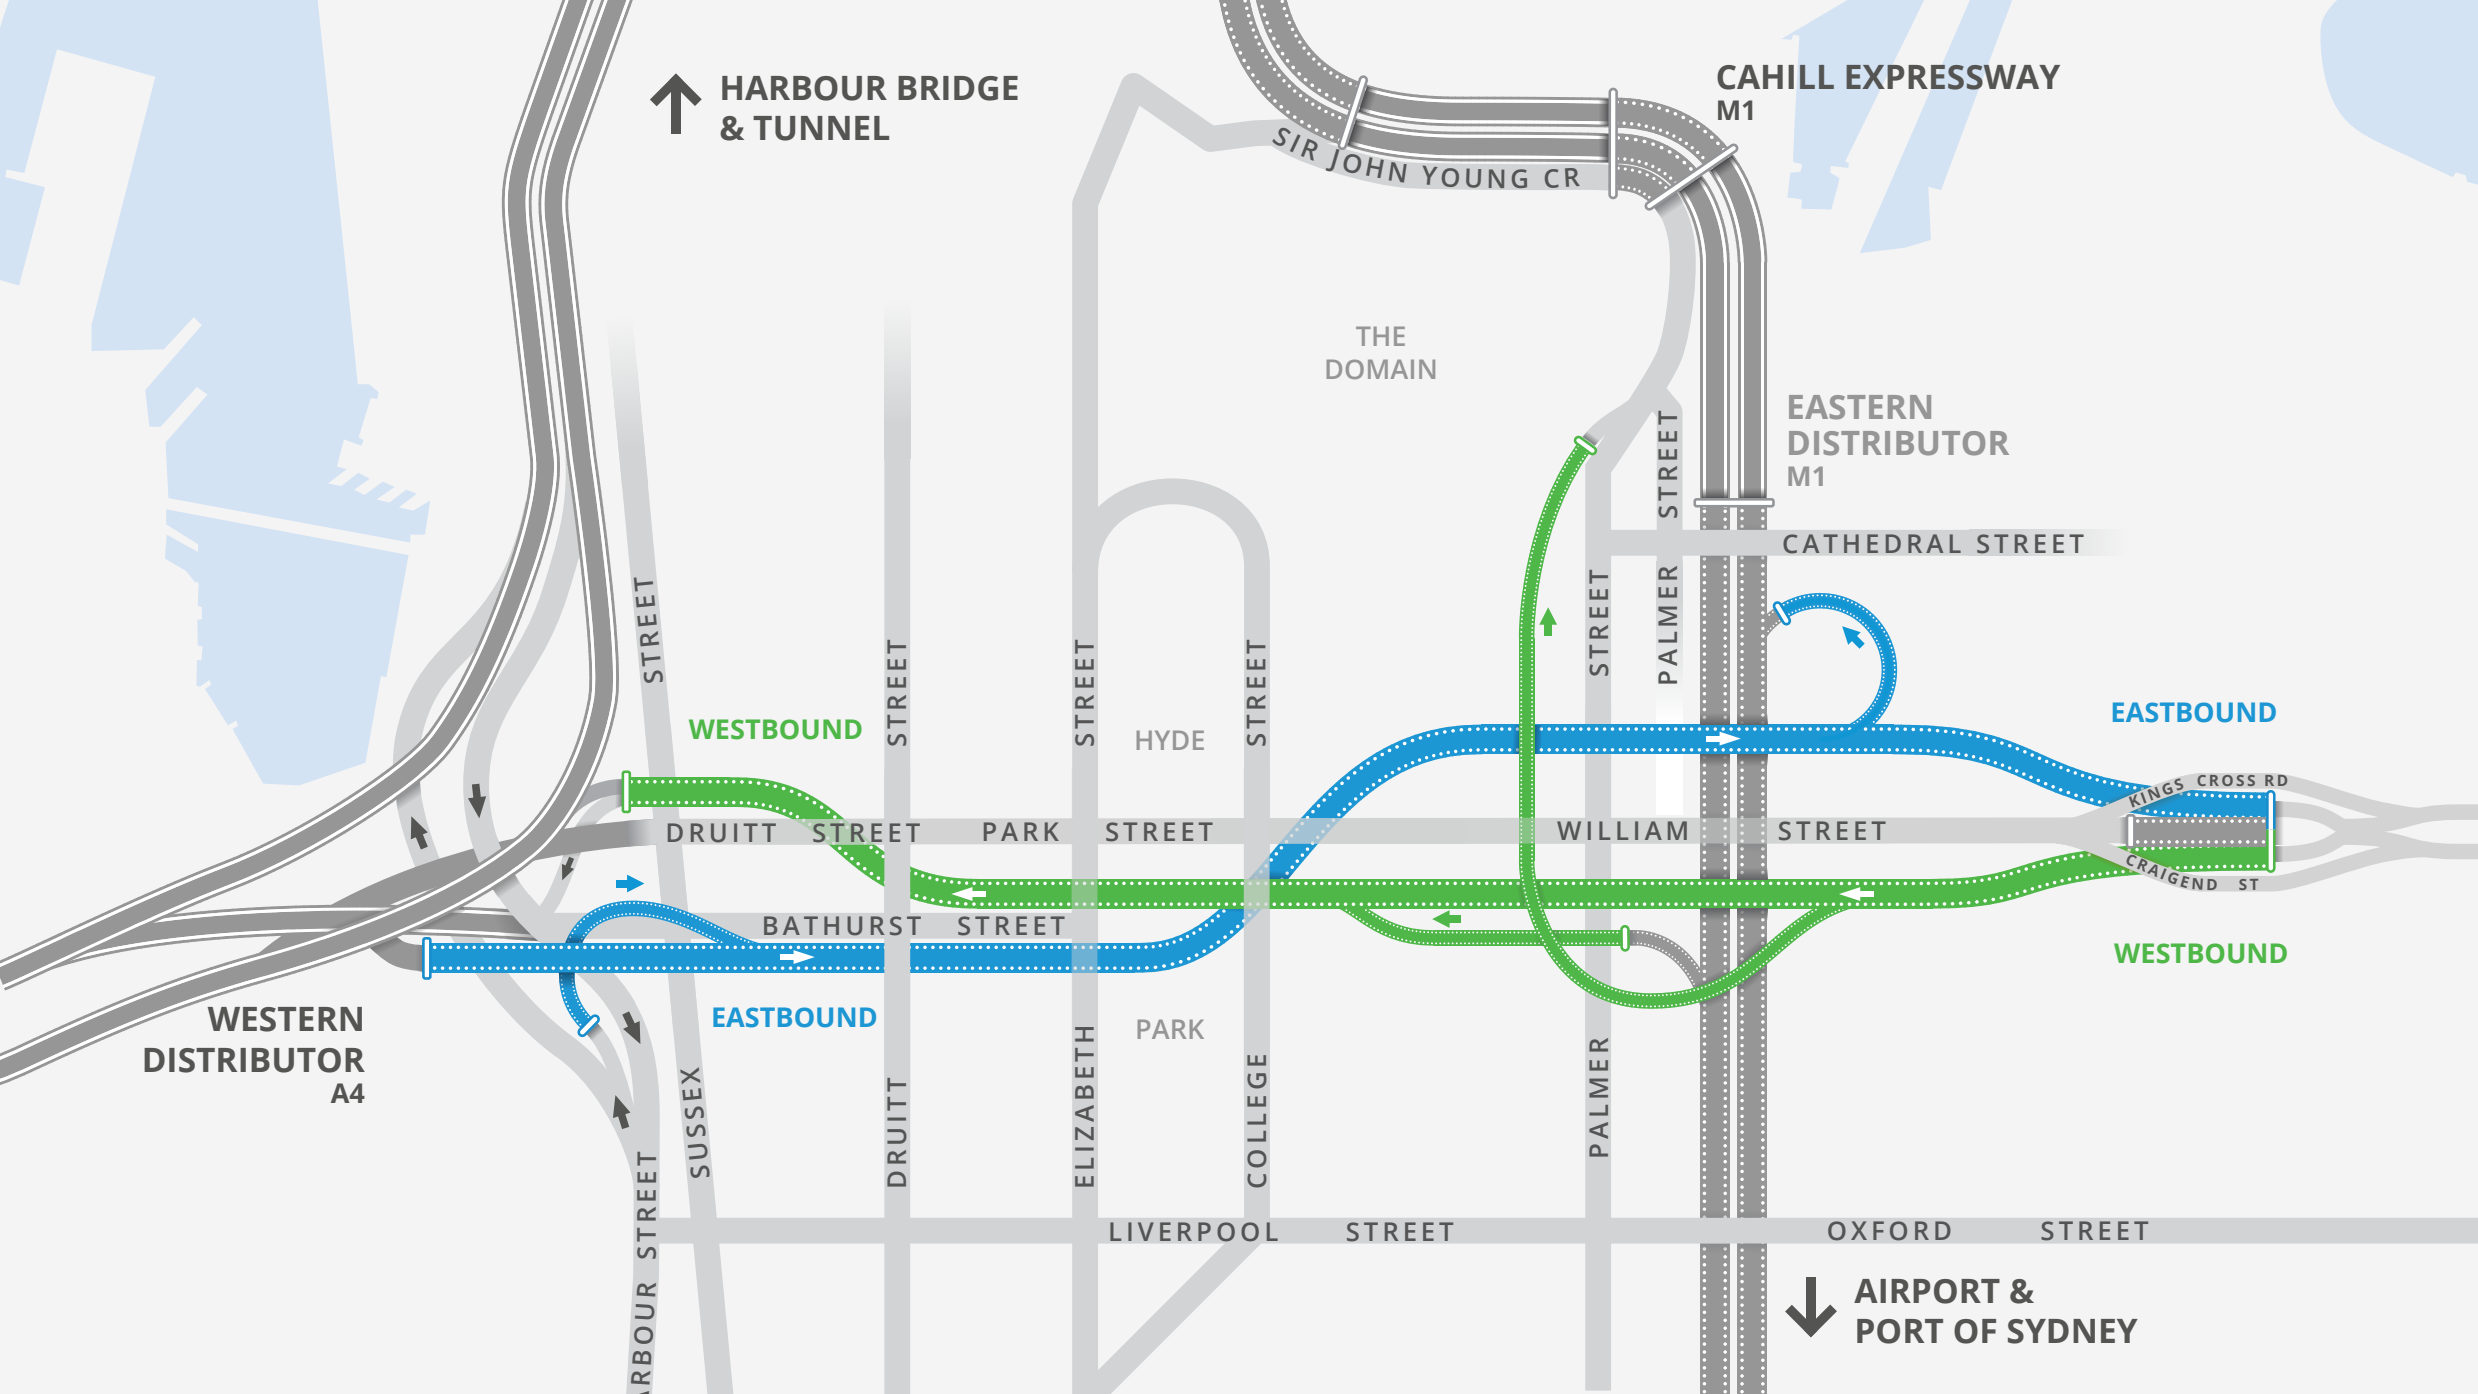 HARBOUR BRIDGE
& TUNNEL
CAHILL EXPRESSWAY
M1
SIR JOHN YOUNG CR
THE
DOMAIN
EASTERN
DISTRIBUTOR
M1
PALMER STREET
CATHEDRAL STREET
STREET
STREET
STREET
STREET
STREET
PALMER
WESTBOUND
HYDE
EASTBOUND
KINGS CROSS RD
DRUITT STREET
PARK STREET
WILLIAM STREET
CRAIGEND ST
BATHURST STREET
WESTBOUND
WESTERN
DISTRIBUTOR
A4
EASTBOUND
PARK
SUSSEX
DRUITT
ELIZABETH
COLLEGE
PALMER
ARBOUR STREET
LIVERPOOL STREET
OXFORD STREET
AIRPORT &
PORT OF SYDNEY